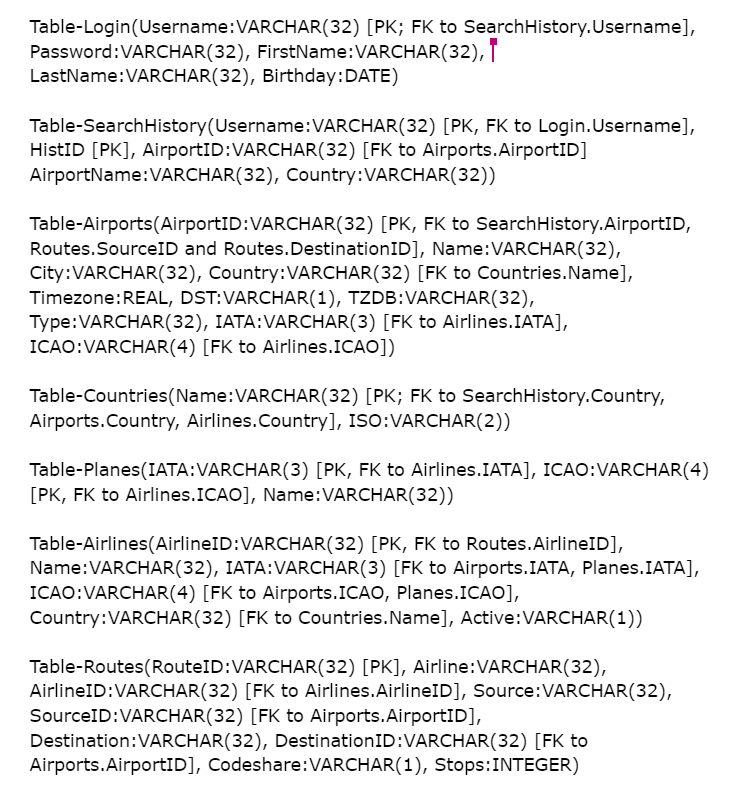 Table-Login(Username:VARCHAR(32) [PK; FK to SearchHistory.Username],
Password:VARCHAR(32), FirstName:VARCHAR(32),
LastName:VARCHAR(32), Birthday:DATE)

Table-SearchHistory(Username:VARCHAR(32) [PK, FK to Login.Username],
HistID [PK], AirportID:VARCHAR(32) [FK to Airports.AirportID]
AirportName:VARCHAR(32), Country:VARCHAR(32))

Table-Airports(AirportID:VARCHAR(32) [PK, FK to SearchHistory.AirportID,
Routes.SourceID and Routes.DestinationID], Name:VARCHAR(32),
City:VARCHAR(32), Country:VARCHAR(32) [FK to Countries.Name],
Timezone:REAL, DST:VARCHAR(1), TZDB:VARCHAR(32),
Type:VARCHAR(32), IATA:VARCHAR(3) [FK to Airlines.IATA],
ICAO:VARCHAR(4) [FK to Airlines.ICAO])

Table-Countries(Name:VARCHAR(32) [PK; FK to SearchHistory.Country,
Airports.Country, Airlines.Country], ISO:VARCHAR(2))

Table-Planes(IATA:VARCHAR(3) [PK, FK to Airlines.IATA], ICAO:VARCHAR(4)
[PK, FK to Airlines.ICAO], Name:VARCHAR(32))

Table-Airlines(AirlineID:VARCHAR(32) [PK, FK to Routes.AirlineID],
Name:VARCHAR(32), IATA:VARCHAR(3) [FK to Airports.IATA, Planes.IATA],
ICAO:VARCHAR(4) [FK to Airports.ICAO, Planes.ICAO],
Country:VARCHAR(32) [FK to Countries.Name], Active:VARCHAR(1))

Table-Routes(RouteID:VARCHAR(32) [PK], Airline:VARCHAR(32),
AirlineID:VARCHAR(32) [FK to Airlines.AirlineID], Source:VARCHAR(32),
SourceID:VARCHAR(32) [FK to Airports.AirportID],
Destination:VARCHAR(32), DestinationID:VARCHAR(32) [FK to
Airports.AirportID], Codeshare:VARCHAR(1), Stops:INTEGER)